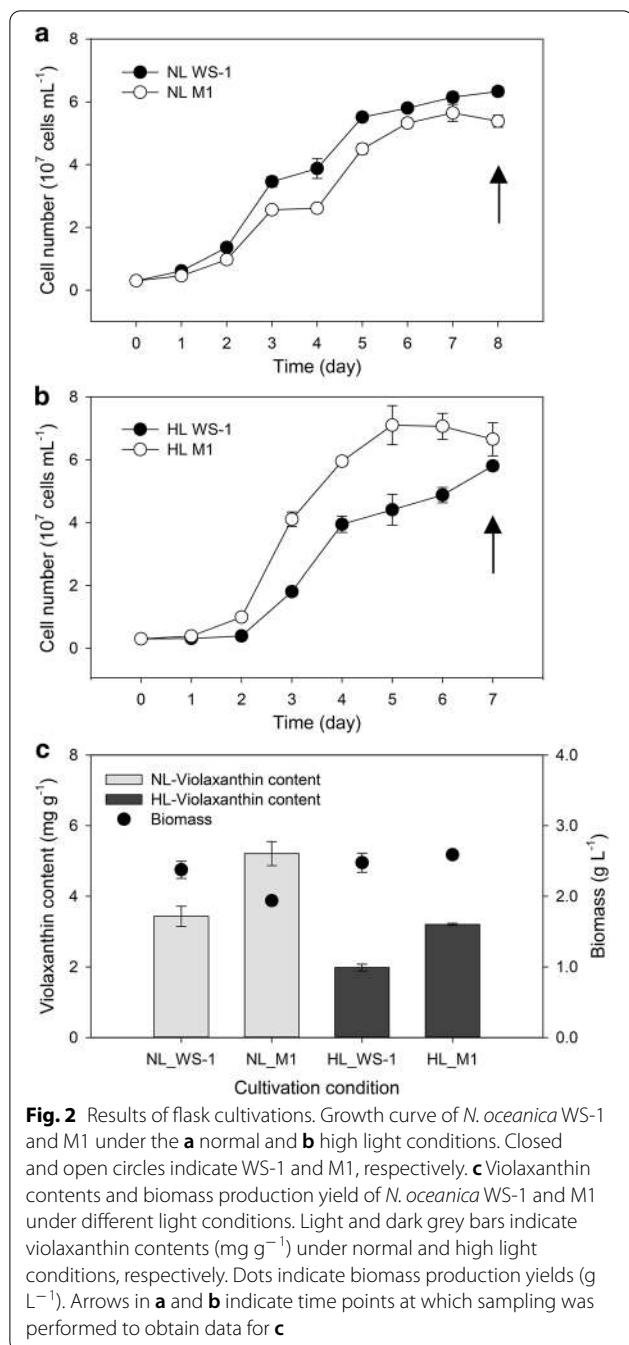 a
8
6
4
2
0
Cell number (10⁷ cells mL⁻¹)
NL WS-1
NL M1
0 1 2 3 4 5 6 7 8
Time (day)
b
8
6
4
2
0
Cell number (10⁷ cells mL⁻¹)
HL WS-1
HL M1
0 1 2 3 4 5 6 7
Time (day)
c
8
6
4
2
0
Violaxanthin content (mg g⁻¹)
NL-Violaxanthin content
HL-Violaxanthin content
Biomass
4.0
3.0
2.0
1.0
0.0
Biomass (g L⁻¹)
NL_WS-1 NL_M1 HL_WS-1 HL_M1
Cultivation condition
Fig. 2 Results of flask cultivations. Growth curve of N. oceanica WS-1
and M1 under the a normal and b high light conditions. Closed
and open circles indicate WS-1 and M1, respectively. c Violaxanthin
contents and biomass production yield of N. oceanica WS-1 and M1
under different light conditions. Light and dark grey bars indicate
violaxanthin contents (mg g⁻¹) under normal and high light
conditions, respectively. Dots indicate biomass production yields (g
L⁻¹). Arrows in a and b indicate time points at which sampling was
performed to obtain data for c